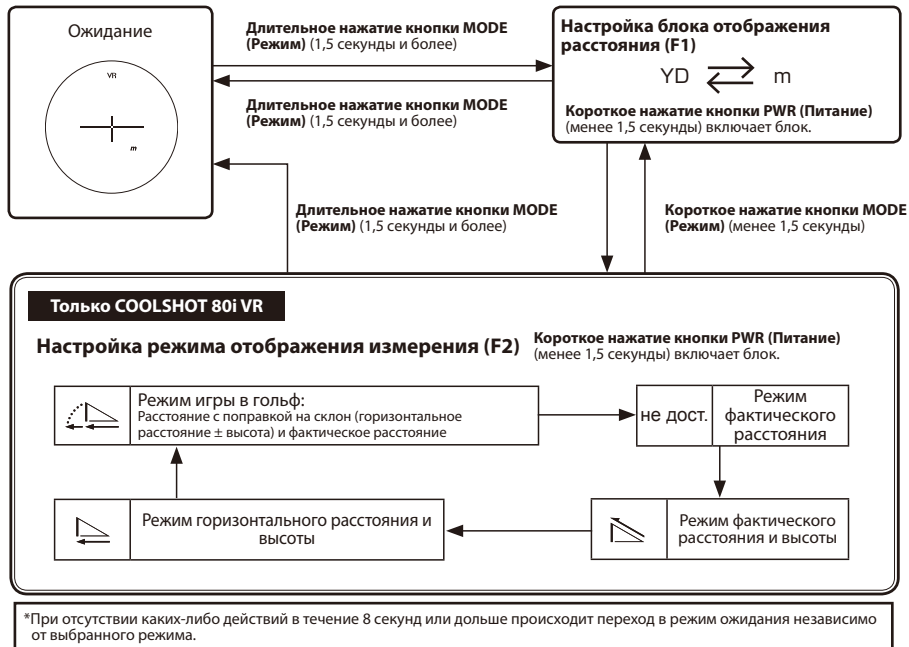 Ожидание
VR
m
Длительное нажатие кнопки MODE
(Режим) (1,5 секунды и более)
Длительное нажатие кнопки MODE
(Режим) (1,5 секунды и более)
Настройка блока отображения
расстояния (F1)
YD m
Короткое нажатие кнопки PWR (Питание)
(менее 1,5 секунды) включает блок.
Длительное нажатие кнопки MODE
(Режим) (1,5 секунды и более)
Короткое нажатие кнопки MODE
(Режим) (менее 1,5 секунды)
Только COOLSHOT 80i VR
Настройка режима отображения измерения (F2)
Короткое нажатие кнопки PWR (Питание)
(менее 1,5 секунды) включает блок.
Режим игры в гольф:
Расстояние с поправкой на склон (горизонтальное
расстояние ± высота) и фактическое расстояние
не дост.
Режим
фактического
расстояния
Режим фактического
расстояния и высоты
Режим горизонтального расстояния и
высоты
*При отсутствии каких-либо действий в течение 8 секунд или дольше происходит переход в режим ожидания независимо
от выбранного режима.